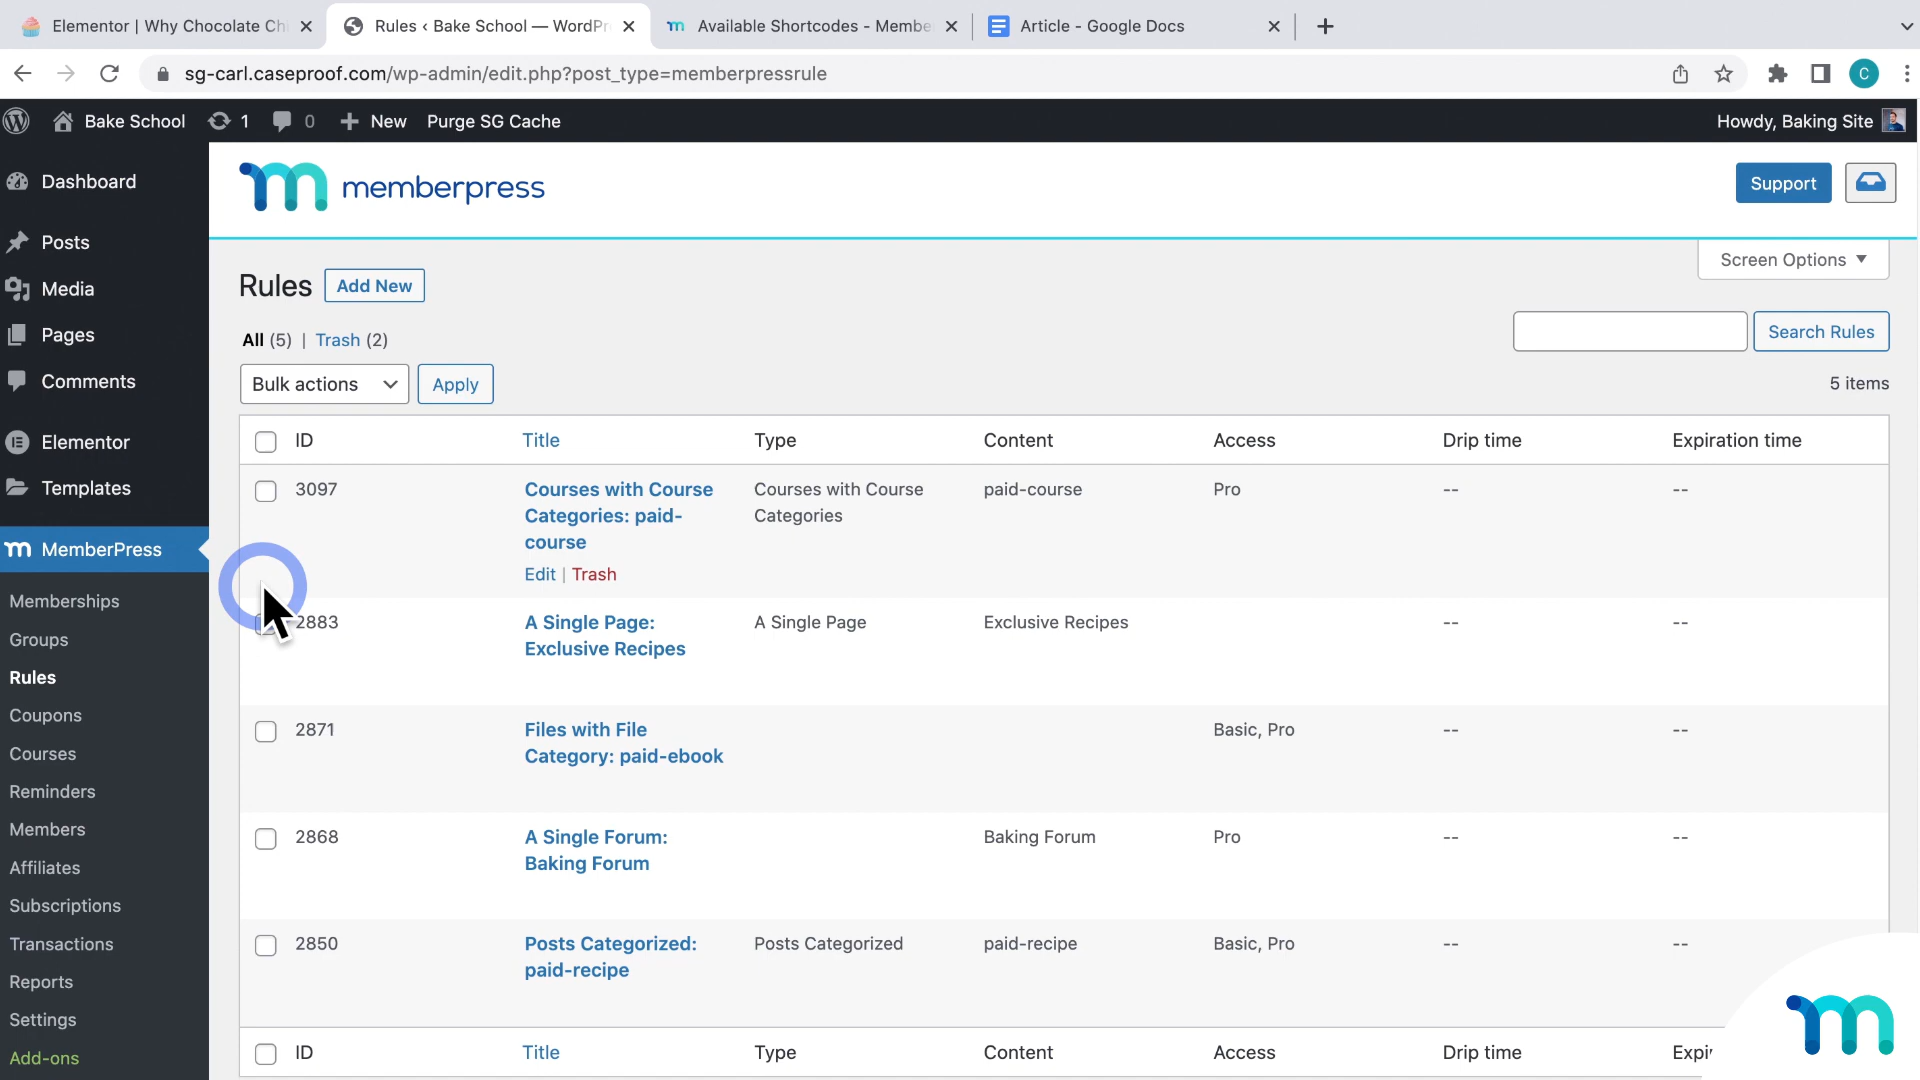 Elementor | Why Chocolate Ch
Rules ‹ Bake School — WordPr
Available Shortcodes - Membe
Article - Google Docs
sg-carl.caseproof.com/wp-admin/edit.php?post_type=memberpressrule
C
Bake School
1
0
New
Purge SG Cache
Howdy, Baking Site
Dashboard
Posts
Media
Pages
Comments
Elementor
Templates
MemberPress
Memberships
Groups
Rules
Coupons
Courses
Reminders
Members
Affiliates
Subscriptions
Transactions
Reports
Settings
Add-ons
memberpress
Support
Screen Options
Rules Add New
All (5) | Trash (2)
Search Rules
Bulk actions Apply
5 items
ID Title Type Content Access Drip time Expiration time
3097 Courses with Course Categories: paid-course Courses with Course Categories paid-course Pro -- --
Edit | Trash
2883 A Single Page: Exclusive Recipes A Single Page Exclusive Recipes -- --
2871 Files with File Category: paid-ebook Basic, Pro -- --
2868 A Single Forum: Baking Forum Baking Forum Pro -- --
2850 Posts Categorized: paid-recipe Posts Categorized paid-recipe Basic, Pro -- --
ID Title Type Content Access Drip time Expir
m